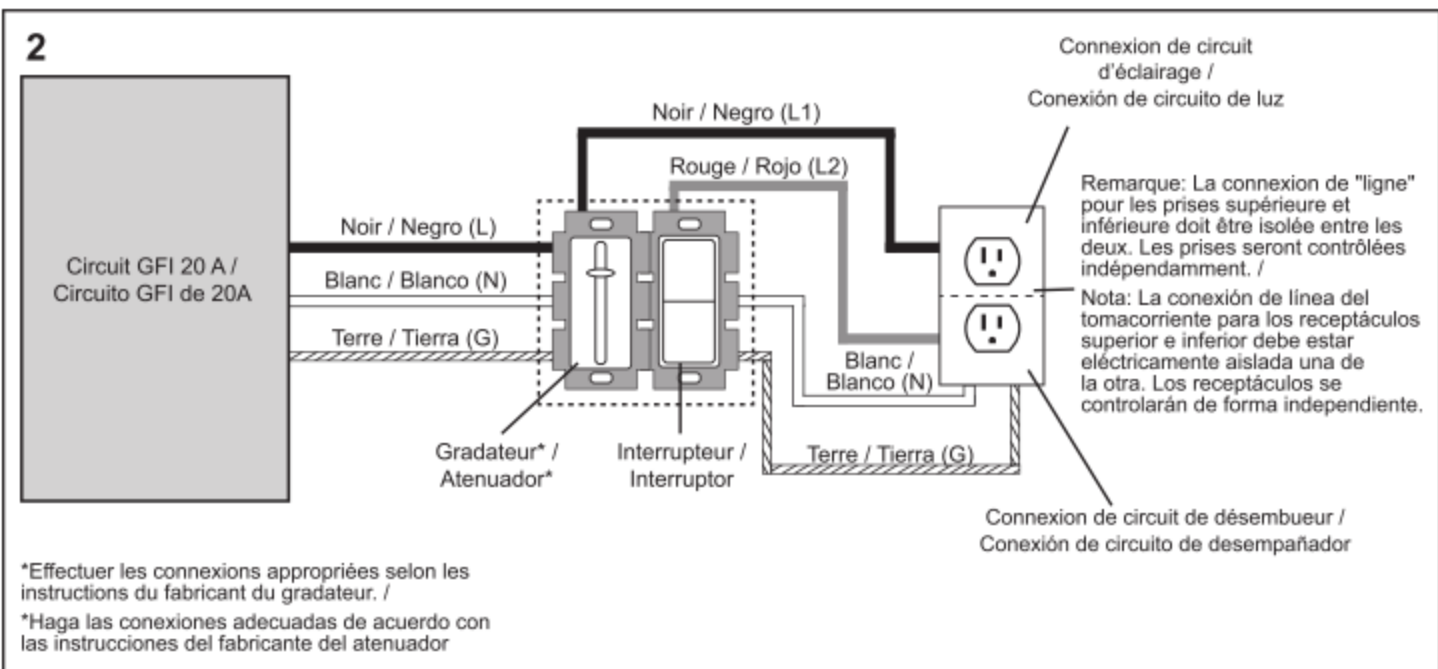 2
Connexion de circuit
d'éclairage /
Conexión de circuito de luz
Noir / Negro (L1)
Rouge / Rojo (L2)
Remarque: La connexion de "ligne"
pour les prises supérieure et
inférieure doit être isolée entre les
deux. Les prises seront contrôlées
indépendamment. /
Nota: La conexión de línea del
tomacorriente para los receptáculos
superior e inferior debe estar
eléctricamente aislada una de
la otra. Los receptáculos se
controlarán de forma independiente.
Noir / Negro (L)
Circuit GFI 20 A /
Circuito GFI de 20A
Blanc / Blanco (N)
Terre / Tierra (G)
Blanc /
Blanco (N)
Gradateur* /
Atenuador*
Interrupteur /
Interruptor
Terre / Tierra (G)
Connexion de circuit de désembueur /
Conexión de circuito de desempañador
*Effectuer les connexions appropriées selon les
instructions du fabricant du gradateur. /
*Haga las conexiones adecuadas de acuerdo con
las instrucciones del fabricante del atenuador